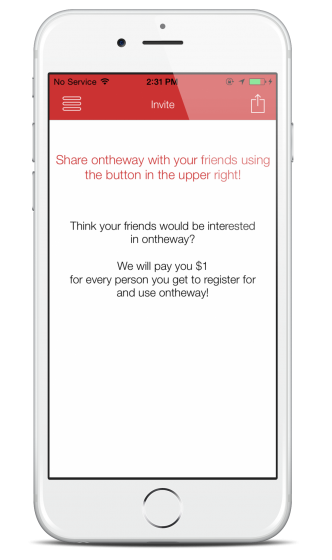 No Service 2:31 PM
Invite
Share ontheway with your friends using
the button in the upper right!
Think your friends would be interested
in ontheway?
We will pay you $1
for every person you get to register for
and use ontheway!